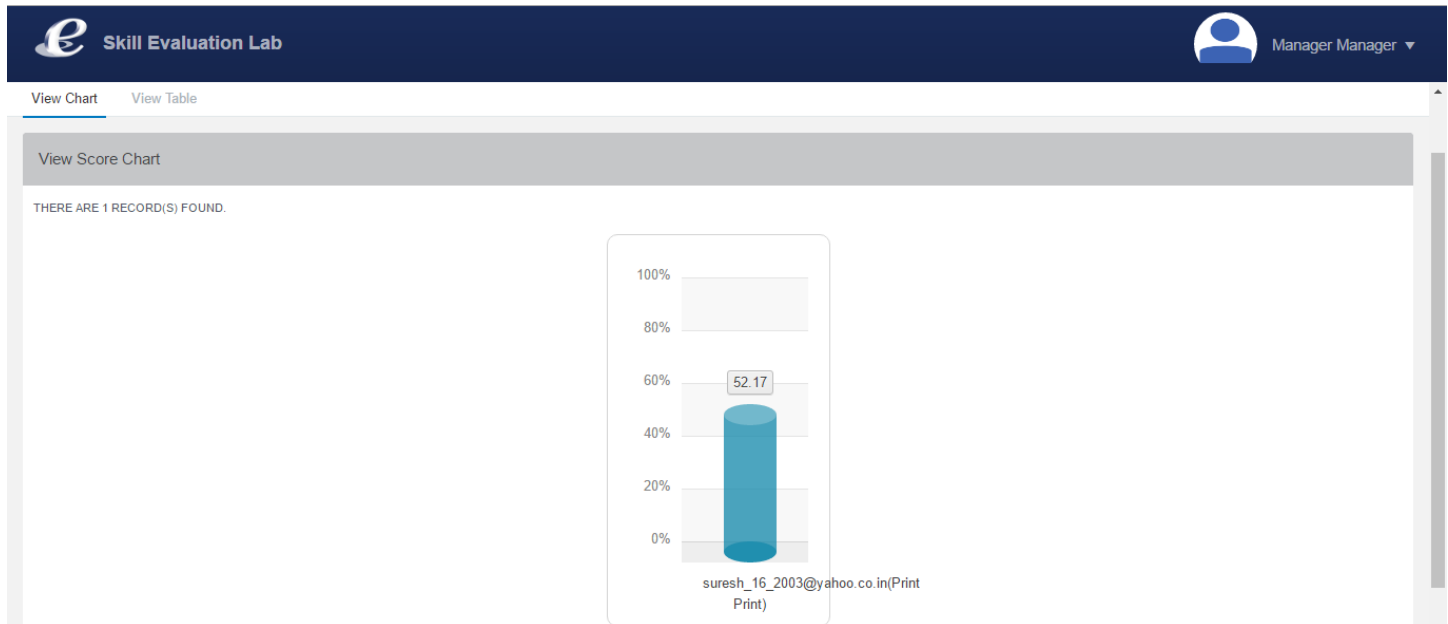 Skill Evaluation Lab
Manager Manager ▼
View Chart
View Table
View Score Chart
THERE ARE 1 RECORD(S) FOUND.
100%
80%
60%
52.17
40%
20%
0%
suresh_16_2003@yahoo.co.in(Print
Print)